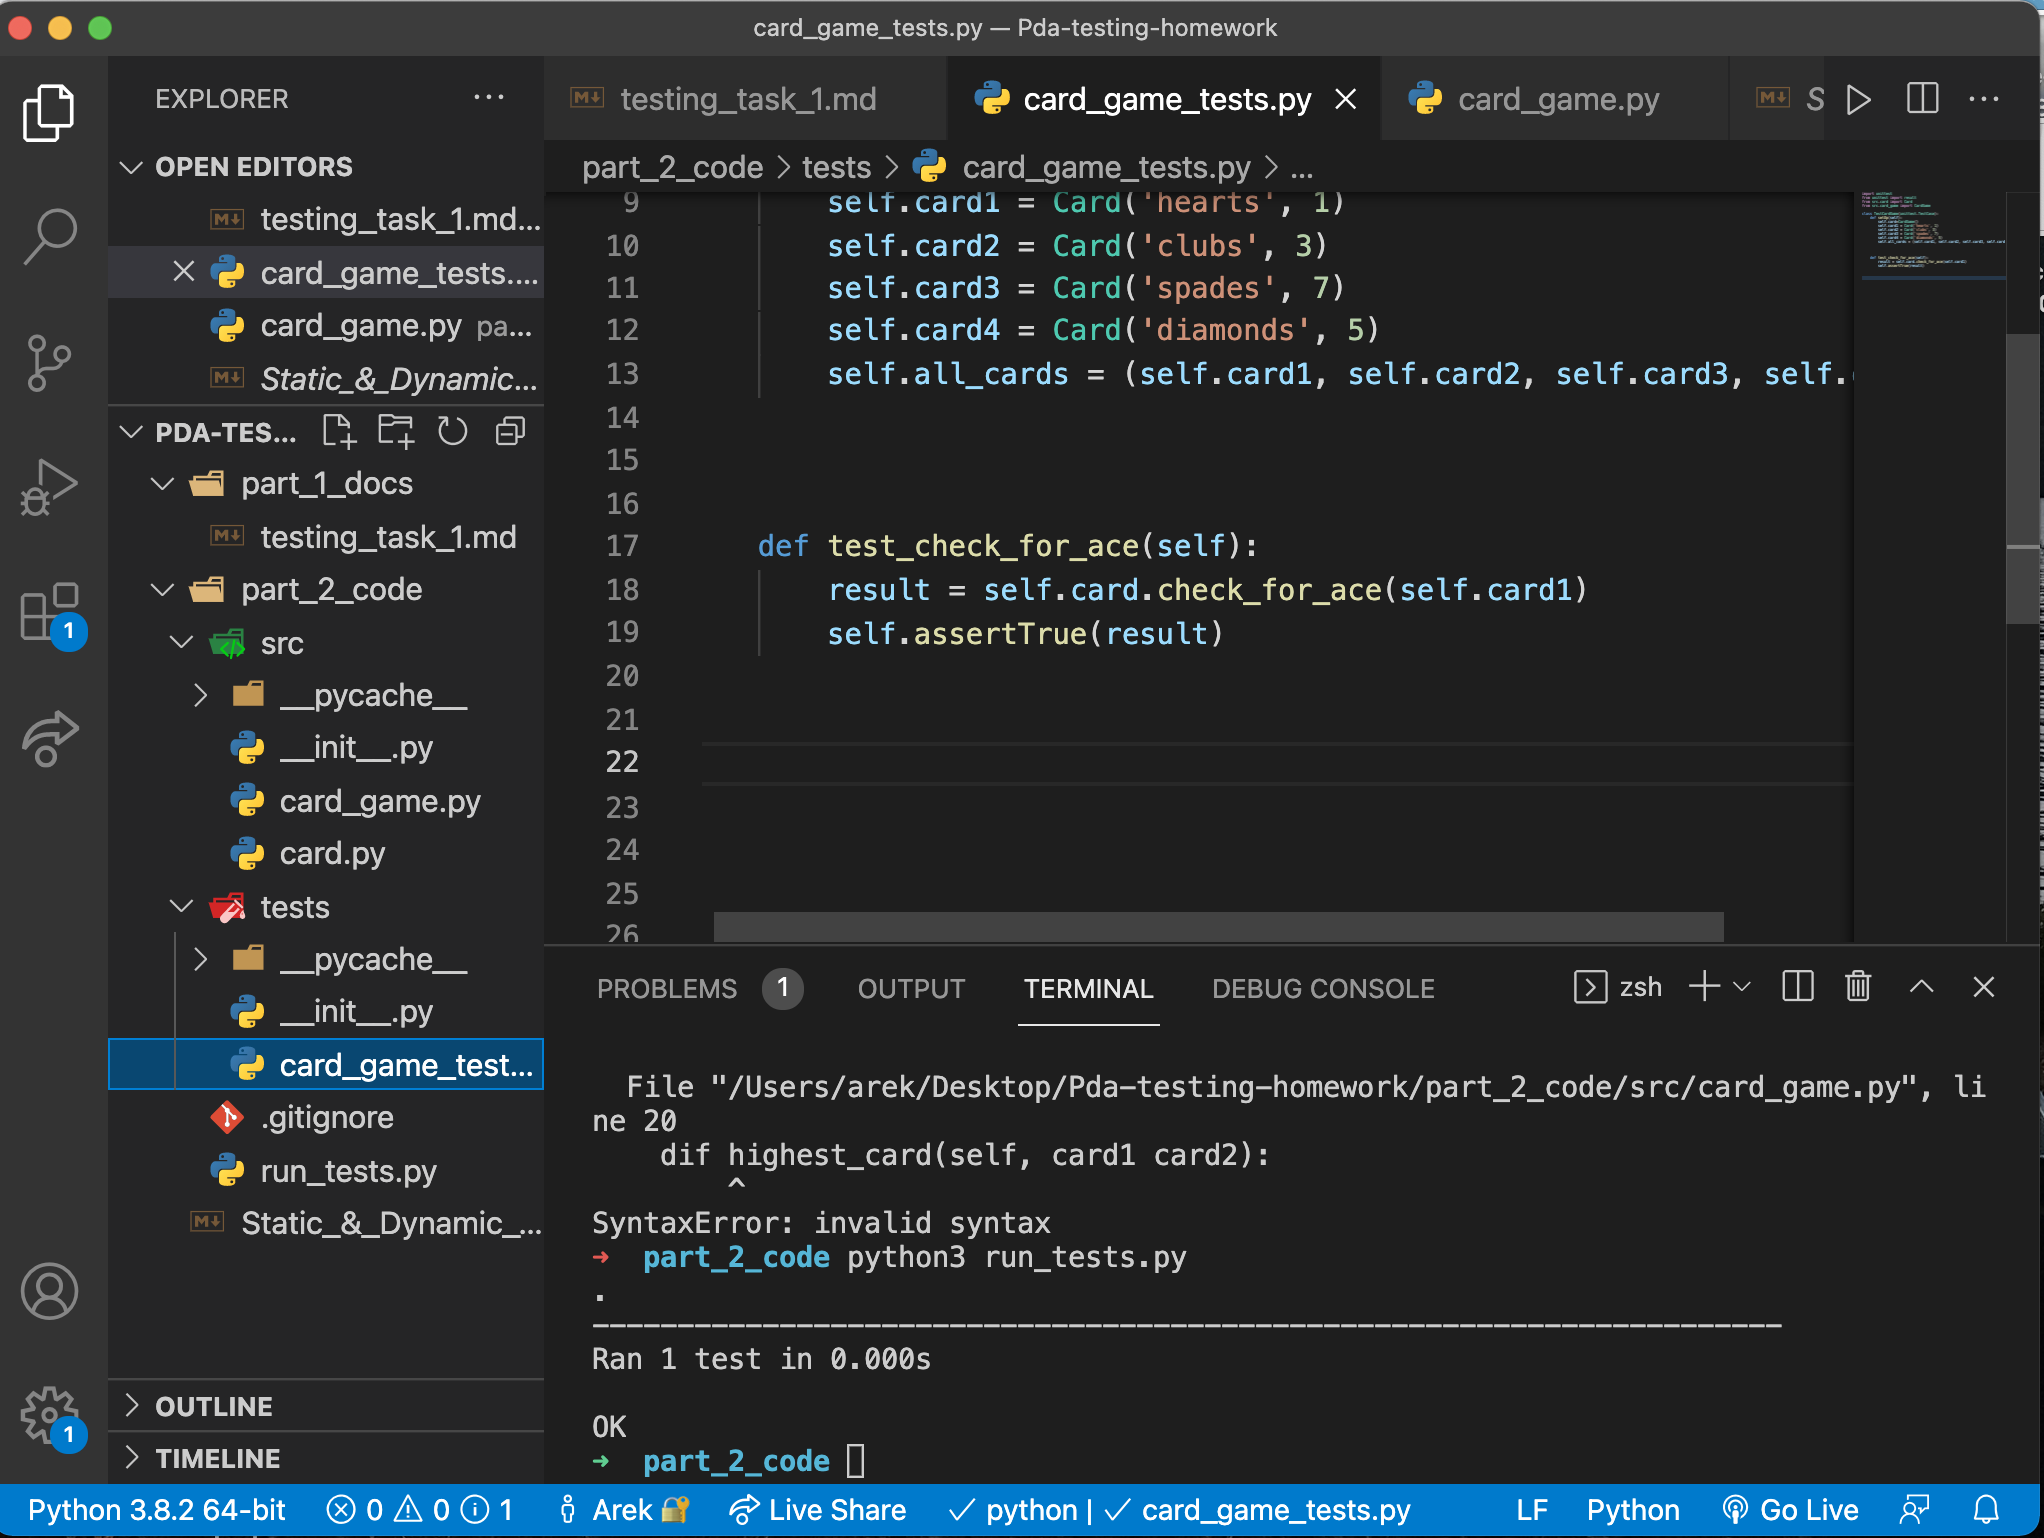 card_game_tests.py — Pda-testing-homework
EXPLORER
testing_task_1.md
card_game_tests.py
card_game.py
S
OPEN EDITORS
testing_task_1.md...
card_game_tests....
card_game.py pa...
Static_&_Dynamic...
PDA-TES...
part_1_docs
testing_task_1.md
part_2_code
src
__pycache__
__init__.py
card_game.py
card.py
tests
__pycache__
__init__.py
card_game_test...
.gitignore
run_tests.py
Static_&_Dynamic_...
OUTLINE
TIMELINE
1
1
part_2_code > tests > card_game_tests.py > ...
9 self.card1 = Card('hearts', 1)
10 self.card2 = Card('clubs', 3)
11 self.card3 = Card('spades', 7)
12 self.card4 = Card('diamonds', 5)
13 self.all_cards = (self.card1, self.card2, self.card3, self.
14
15
16
17 def test_check_for_ace(self):
18 result = self.card.check_for_ace(self.card1)
19 self.assertTrue(result)
20
21
22
23
24
25
26
PROBLEMS 1 OUTPUT TERMINAL DEBUG CONSOLE zsh
File "/Users/arek/Desktop/Pda-testing-homework/part_2_code/src/card_game.py", li
ne 20
dif highest_card(self, card1 card2):
^
SyntaxError: invalid syntax
➜ part_2_code python3 run_tests.py
.
----------------------------------------------------------------------
Ran 1 test in 0.000s
OK
➜ part_2_code
Python 3.8.2 64-bit 0 0 1 Arek Live Share ✓ python | ✓ card_game_tests.py LF Python Go Live